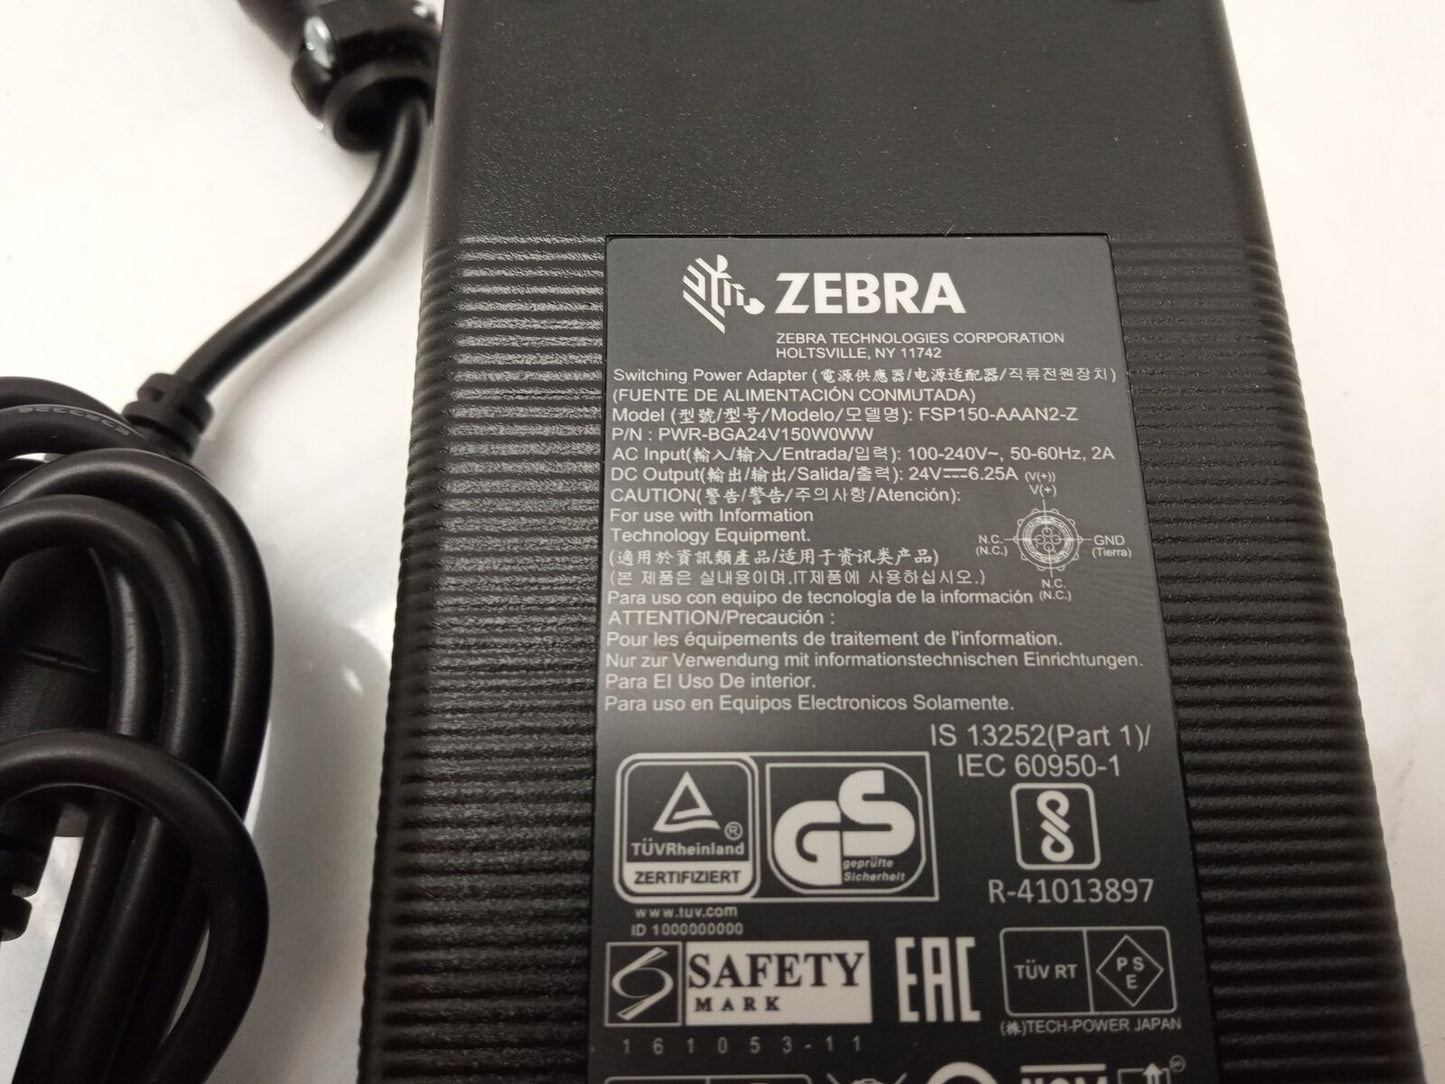 ZEBRA
ZEBRA TECHNOLOGIES CORPORATION
HOLTSVILLE, NY 11742
Switching Power Adapter (電源供應器/电源适配器/직류전원장치)
(FUENTE DE ALIMENTACIÓN CONMUTADA)
Model (型號/型号/Modelo/모델명): FSP150-AAAN2-Z
P/N : PWR-BGA24V150W0WW
AC Input(輸入/输入/Entrada/입력): 100-240V~, 50-60Hz, 2A
DC Output(輸出/输出/Salida/출력): 24V⎓6.25A (V(+))
V(+)
CAUTION(警告/警告/주의사항/Atención):
For use with Information
Technology Equipment.
N.C.
(N.C.)
GND
(Tierra)
N.C.
(N.C.)
(適用於資訊類產品/适用于资讯类产品)
(본 제품은 실내용이며,IT제품에 사용하십시오.)
Para uso con equipo de tecnología de la información
ATTENTION/Precaución :
Pour les équipements de traitement de l'information.
Nur zur Verwendung mit informationstechnischen Einrichtungen.
Para El Uso De interior.
Para uso en Equipos Electronicos Solamente.
IS 13252(Part 1)/
IEC 60950-1
TÜVRheinland ®
ZERTIFIZIERT
GS
geprüfte
Sicherheit
R-41013897
www.tuv.com
ID 1000000000
SAFETY
MARK
EAC
TÜV RT
PS
E
(株)TECH-POWER JAPAN
161053-11